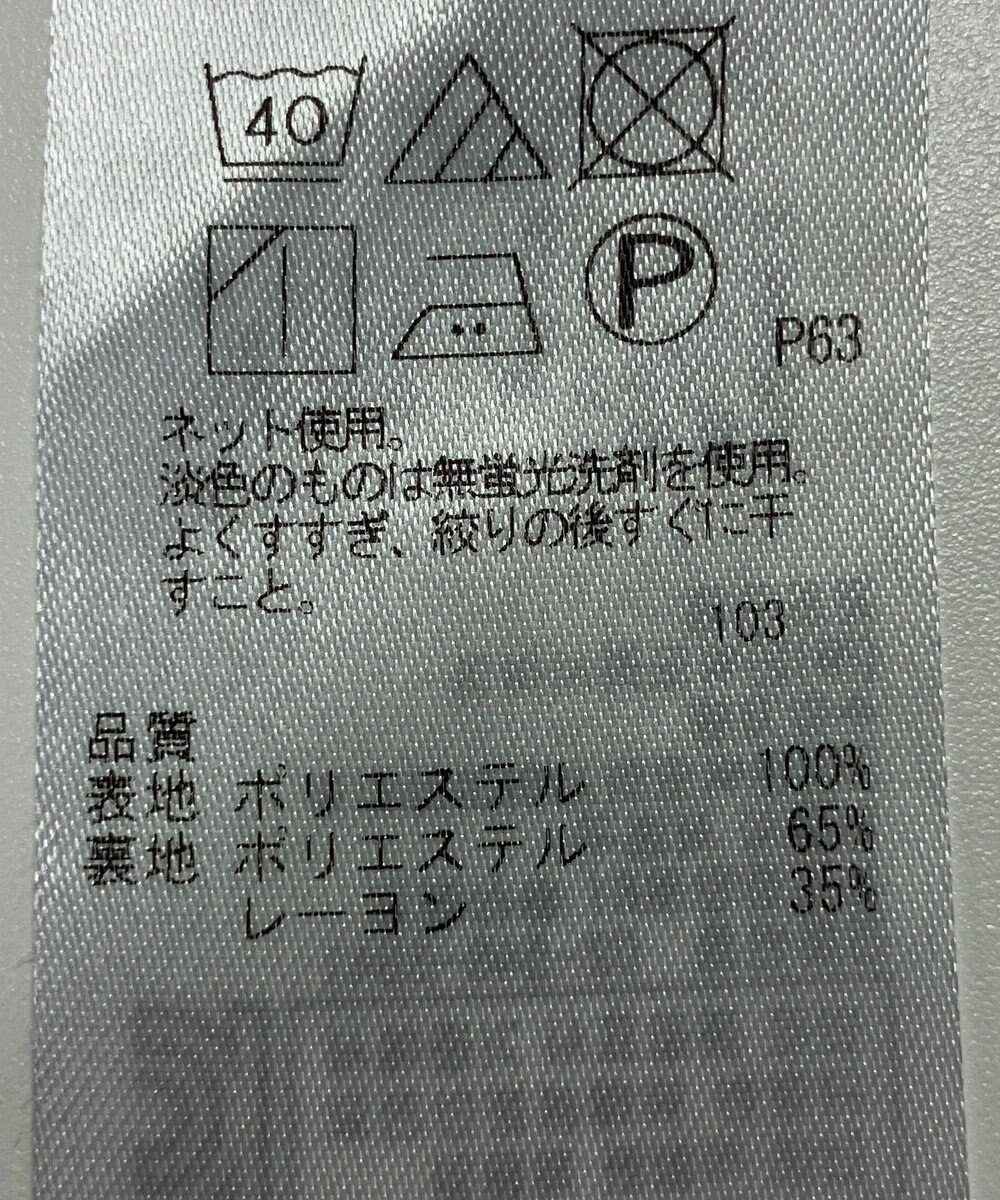 40
P
P63
ネット使用。
淡色のものは無蛍光洗剤を使用。
よくすすぎ、絞りの後すぐに干
すこと。
103
品質
表地 ポリエステル 100%
裏地 ポリエステル 65%
レーヨン 35%